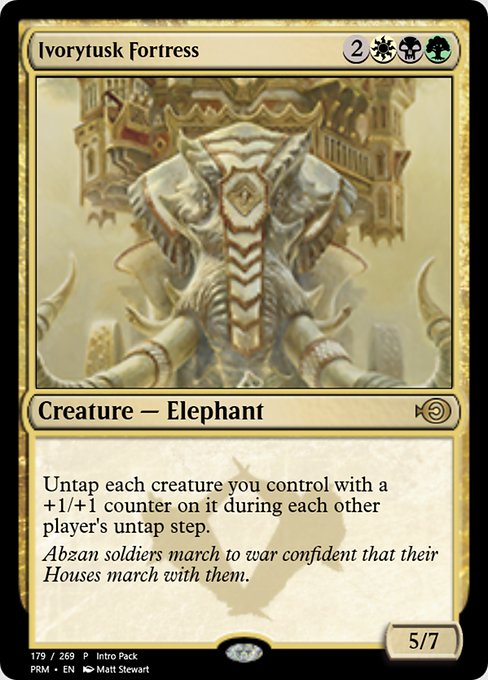 Ivorytusk Fortress 2
Creature — Elephant
Untap each creature you control with a
+1/+1 counter on it during each other
player's untap step.
Abzan soldiers march to war confident that their
Houses march with them.
5/7
179 / 269 P Intro Pack
PRM • EN Matt Stewart